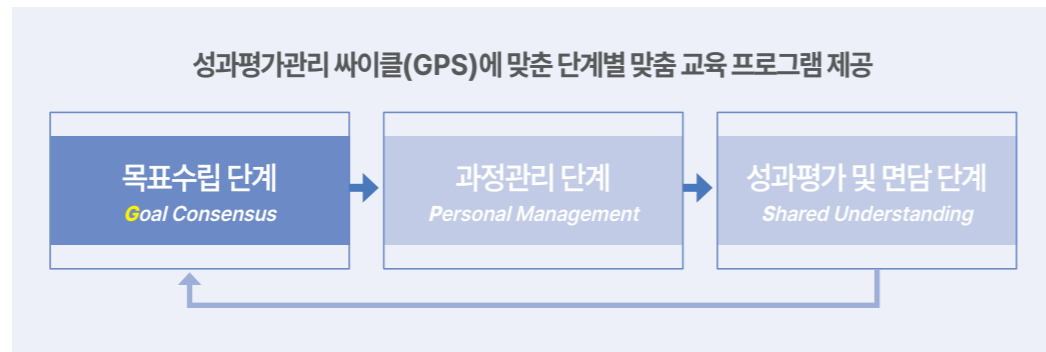 성과평가관리 싸이클(GPS)에 맞춘 단계별 맞춤 교육 프로그램 제공
목표수립 단계
Goal Consensus
과정관리 단계
Personal Management
성과평가 및 면담 단계
Shared Understanding